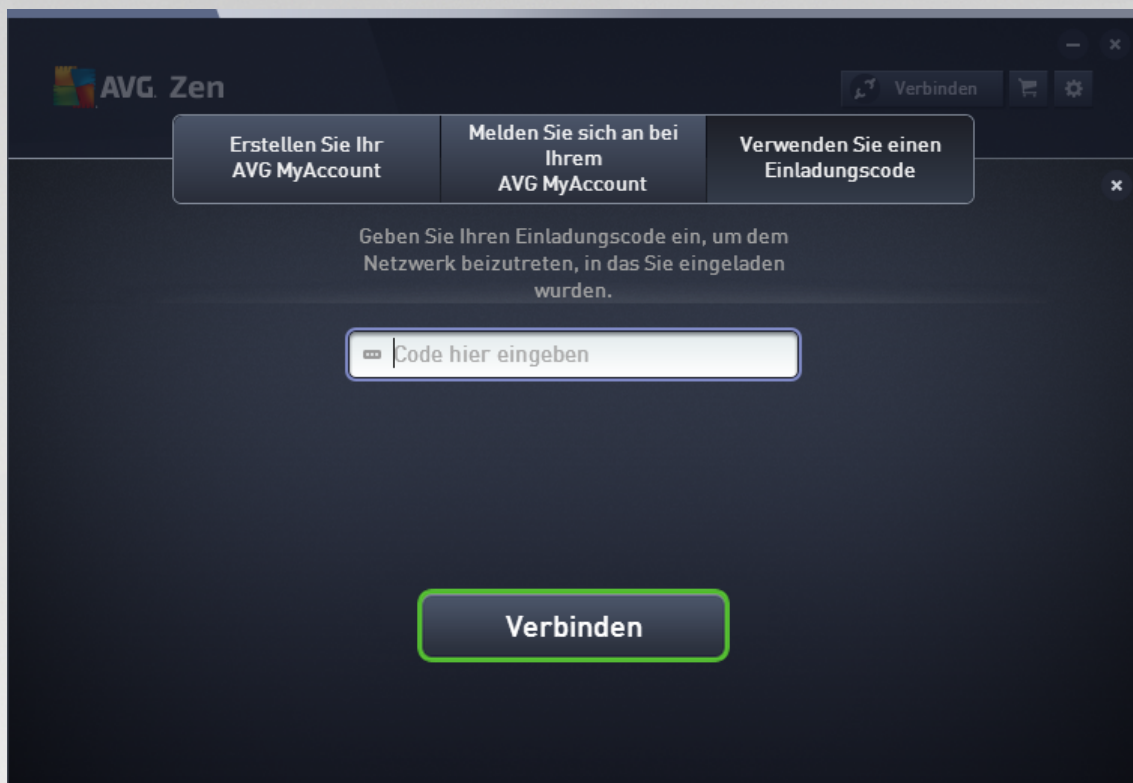 AVG. Zen
Verbinden
Erstellen Sie Ihr
AVG MyAccount
Melden Sie sich an bei
Ihrem
AVG MyAccount
Verwenden Sie einen
Einladungscode
Geben Sie Ihren Einladungscode ein, um dem
Netzwerk beizutreten, in das Sie eingeladen
wurden.
Code hier eingeben
Verbinden